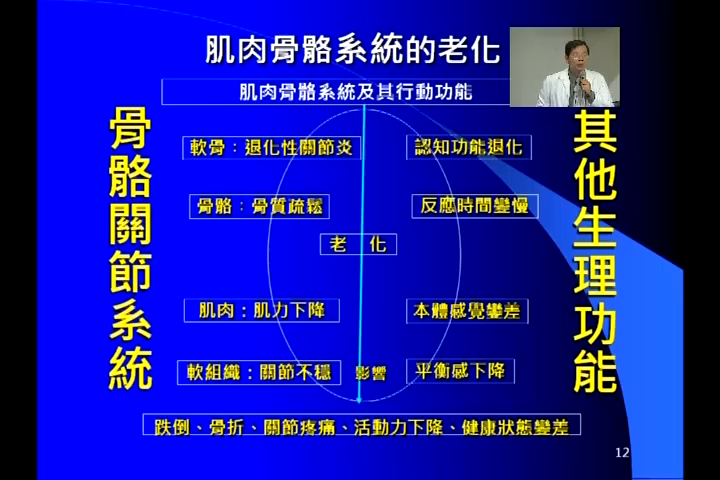 肌肉骨骼系統的老化
肌肉骨骼系統及其行動功能
骨骼關節系統
其他生理功能
軟骨：退化性關節炎
認知功能退化
骨骼：骨質疏鬆
反應時間變慢
老 化
肌肉：肌力下降
本體感覺變差
軟組織：關節不穩
影響
平衡感下降
跌倒、骨折、關節疼痛、活動力下降、健康狀態變差
12